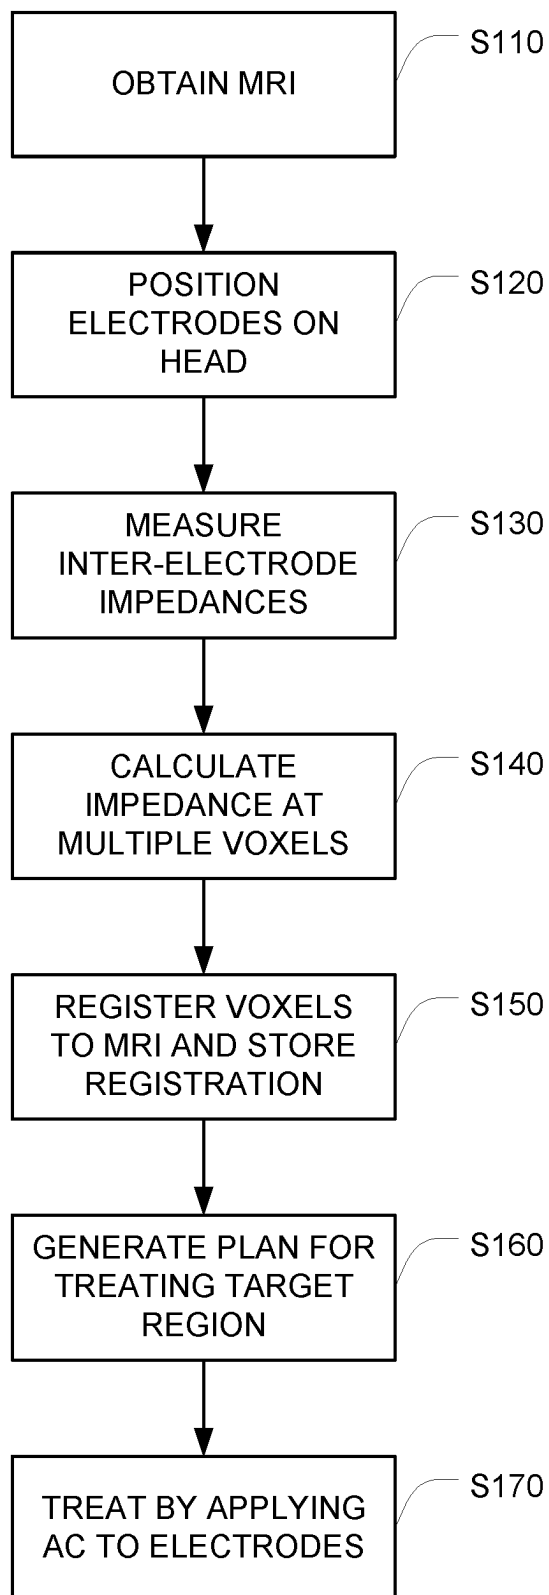 OBTAIN MRI
S110
POSITION
ELECTRODES ON
HEAD
S120
MEASURE
INTER-ELECTRODE
IMPEDANCES
S130
CALCULATE
IMPEDANCE AT
MULTIPLE VOXELS
S140
REGISTER VOXELS
TO MRI AND STORE
REGISTRATION
S150
GENERATE PLAN FOR
TREATING TARGET
REGION
S160
TREAT BY APPLYING
AC TO ELECTRODES
S170